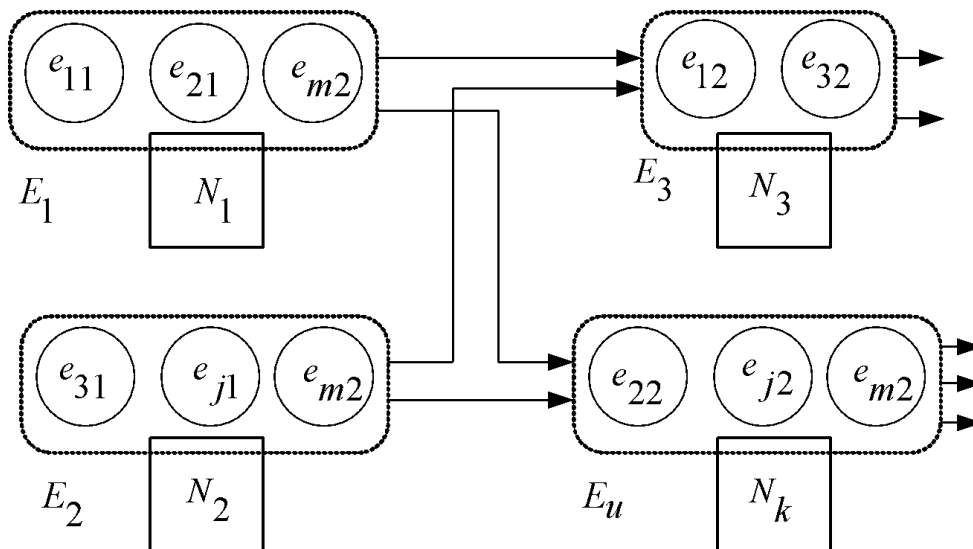 e11 e21 em2
E1 N1
e12 e32
E3 N3
e31 ej1 em2
E2 N2
e22 ej2 em2
Eu Nk